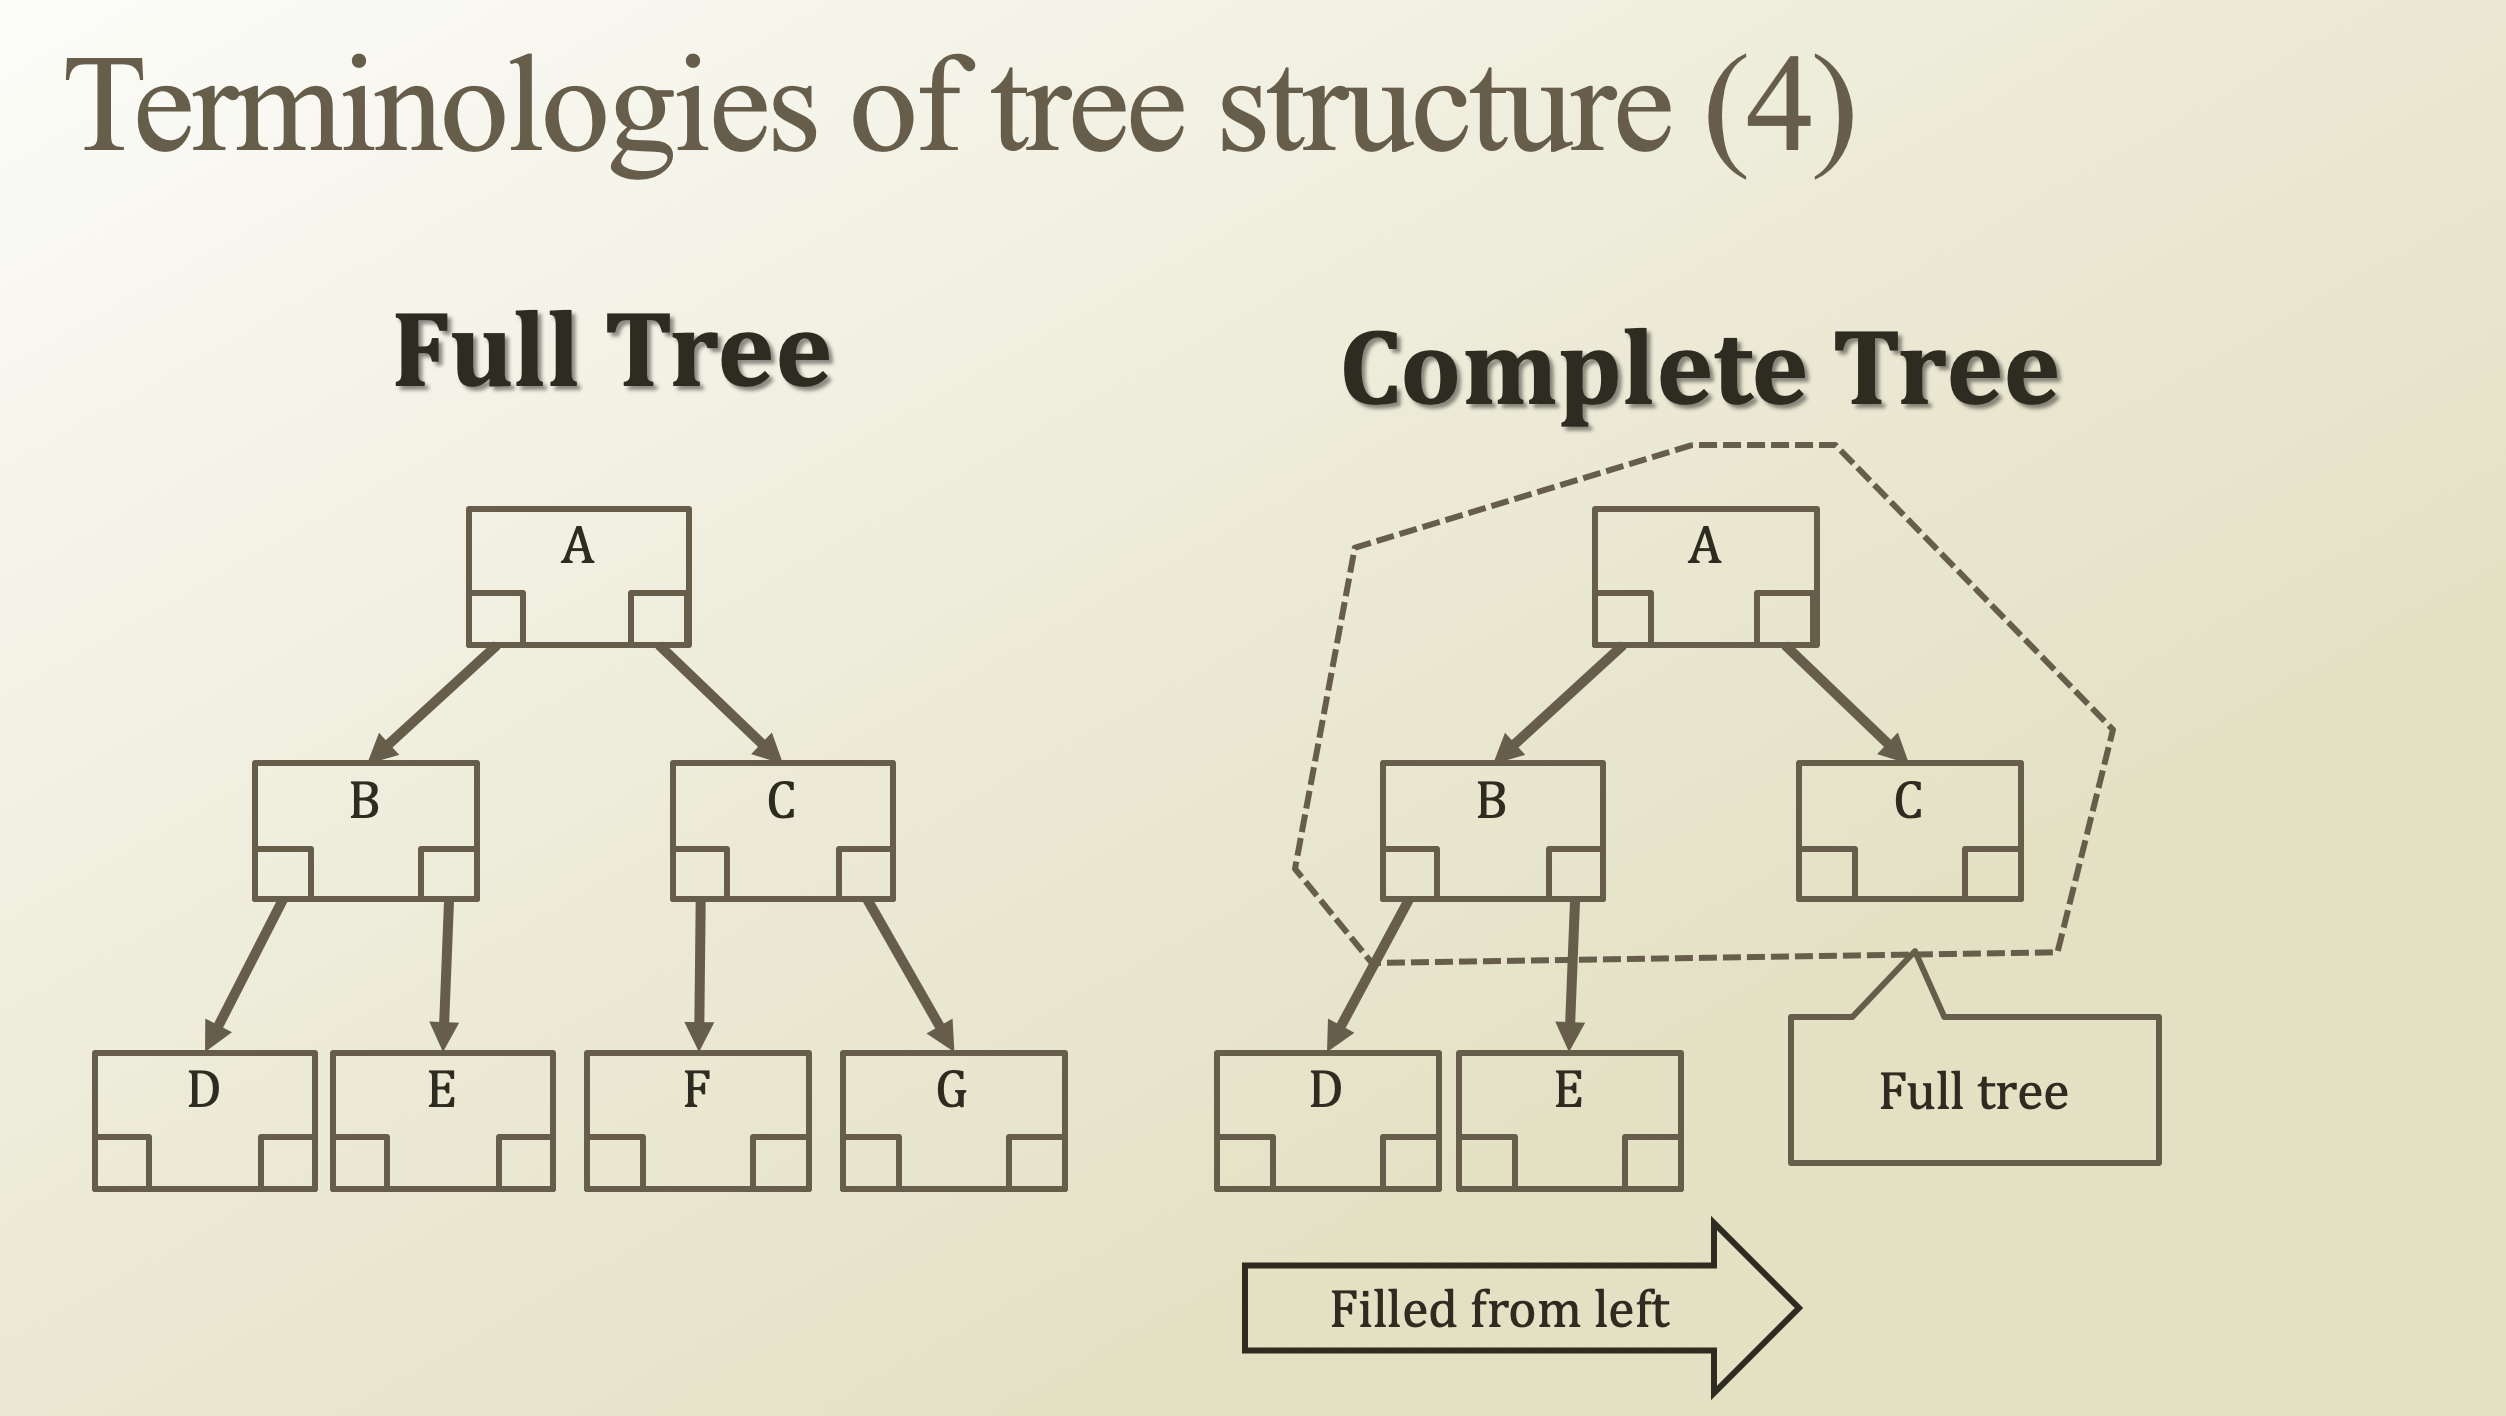 Terminologies of tree structure (4)
Full Tree
Complete Tree
A
B
C
D
E
F
G
A
B
C
D
E
Full tree
Filled from left